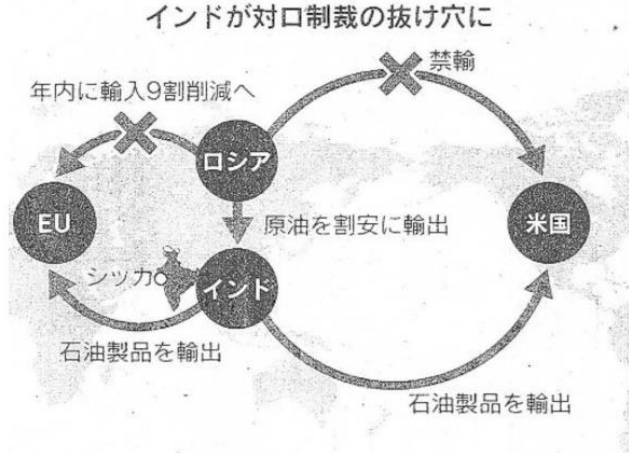 インドが対ロ制裁の抜け穴に
禁輸
年内に輸入9割削減へ
ロシア
EU
原油を割安に輸出
米国
シッカ
インド
石油製品を輸出
石油製品を輸出